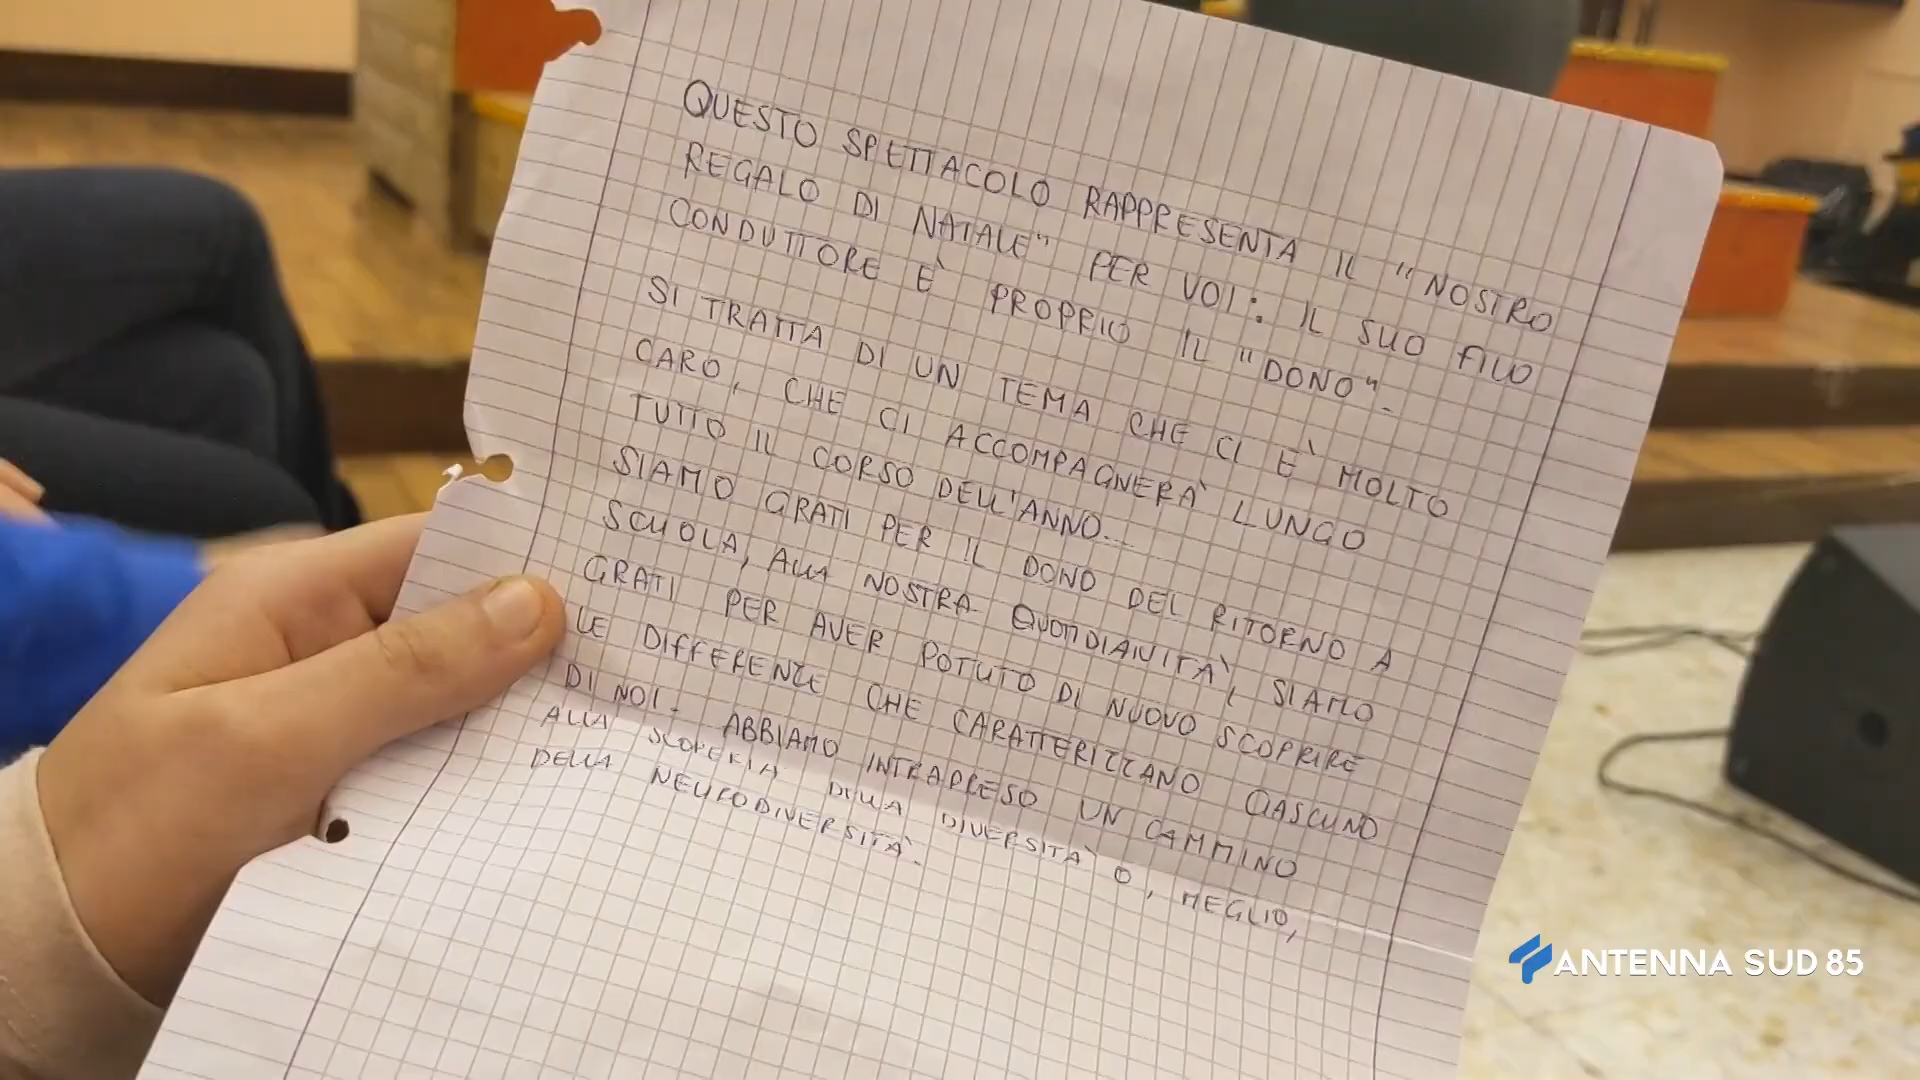 QUESTO SPETTACOLO RAPPRESENTA IL "NOSTRO
REGALO DI NATALE" PER VOI: IL SUO FILO
CONDUTTORE È PROPRIO IL "DONO".
SI TRATTA DI UN TEMA CHE CI È MOLTO
CARO, CHE CI ACCOMPAGNERÀ LUNGO
TUTTO IL CORSO DELL'ANNO...
SIAMO GRATI PER IL DONO DEL RITORNO A
SCUOLA, ALLA NOSTRA QUOTIDIANITÀ, SIAMO
GRATI PER AVER POTUTO DI NUOVO SCOPRIRE
LE DIFFERENZE CHE CARATTERIZZANO CIASCUNO
DI NOI. ABBIAMO INTRAPRESO UN CAMMINO
ALLA SCOPERTA DELLA DIVERSITÀ O, MEGLIO,
DELLA NEURODIVERSITÀ.
ANTENNA SUD 85